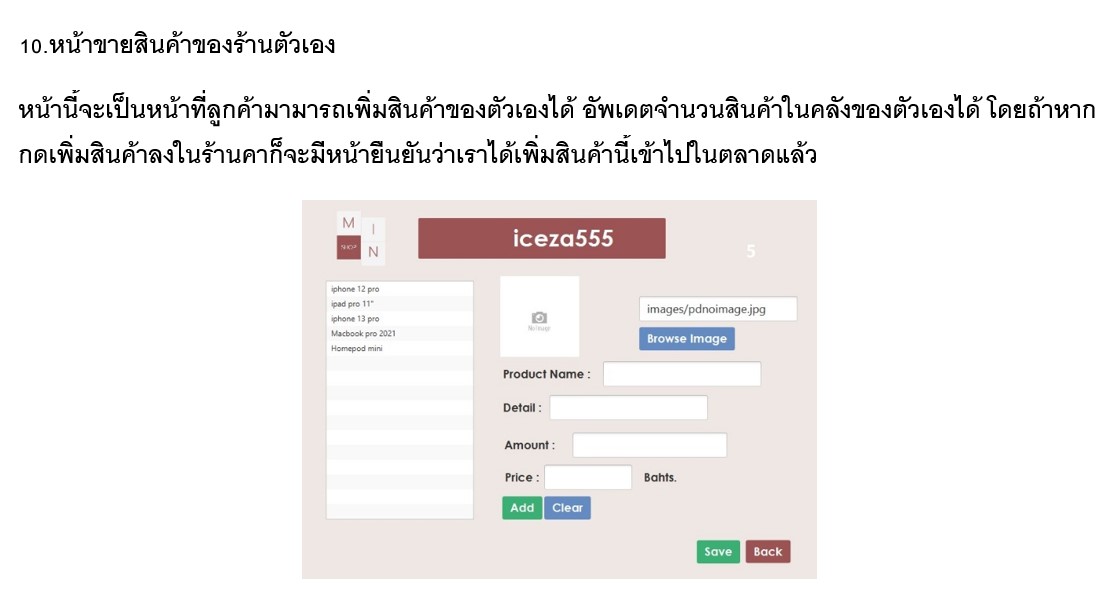 10.หน้าขายสินค้าของร้านตัวเอง
หน้านี้จะเป็นหน้าที่ลูกค้ามามารถเพิ่มสินค้าของตัวเองได้ อัพเดตจำนวนสินค้าในคลังของตัวเองได้ โดยถ้าหาก
กดเพิ่มสินค้าลงในร้านคาก็จะมีหน้ายืนยันว่าเราได้เพิ่มสินค้านี้เข้าไปในตลาดแล้ว
M I
SHOP N
iceza555
5
iphone 12 pro
ipad pro 11"
iphone 13 pro
Macbook pro 2021
Homepod mini
No Image
images/pdnoimage.jpg
Browse Image
Product Name :
Detail :
Amount :
Price : Bahts.
Add Clear
Save Back